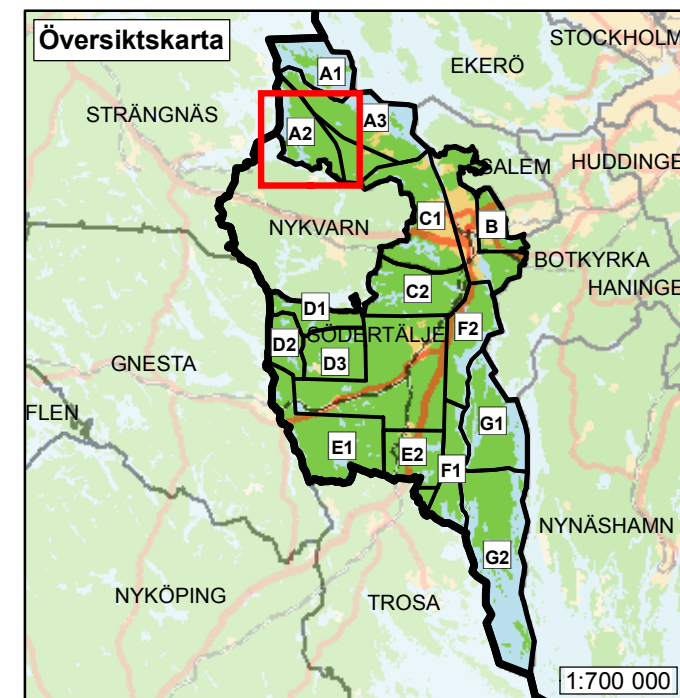 Översiktskarta
STOCKHOLM
EKERÖ
A1
STRÄNGNÄS
A2
A3
SALEM
HUDDINGE
NYKVARN
C1
B
BOTKYRKA
C2
HANINGE
D1
SÖDERTÄLJE
F2
D2
D3
GNESTA
FLEN
G1
E1
E2
F1
NYNÄSHAMN
G2
NYKÖPING
TROSA
1:700 000